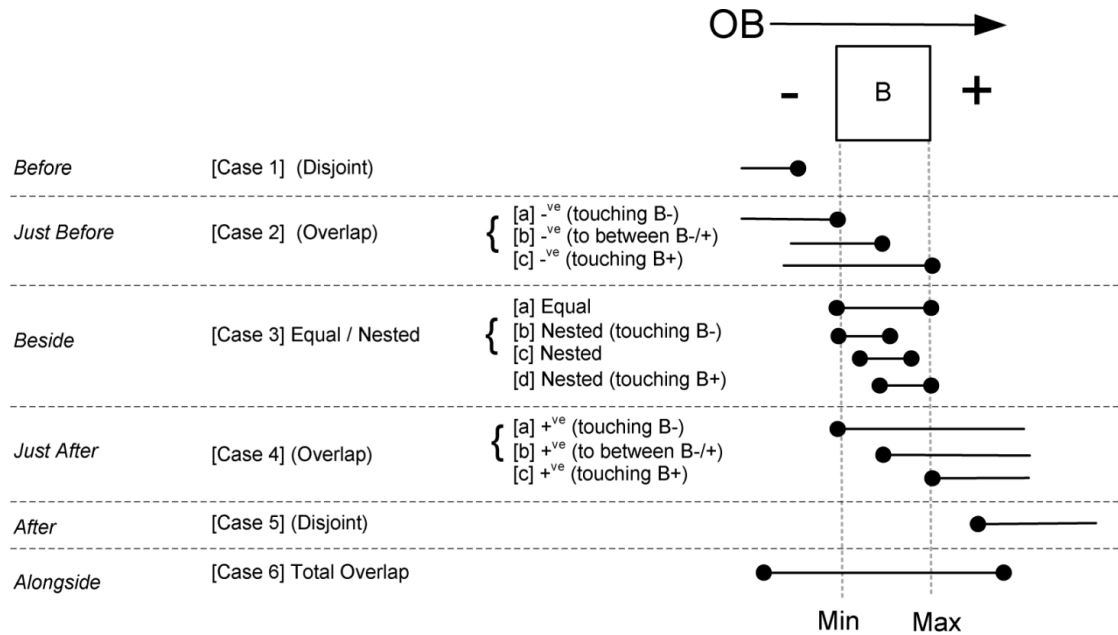 OB
- B +
Before [Case 1] (Disjoint)
Just Before [Case 2] (Overlap) { [a] -ve (touching B-)
[b] -ve (to between B-/+)
[c] -ve (touching B+)
Beside [Case 3] Equal / Nested { [a] Equal
[b] Nested (touching B-)
[c] Nested
[d] Nested (touching B+)
Just After [Case 4] (Overlap) { [a] +ve (touching B-)
[b] +ve (to between B-/+)
[c] +ve (touching B+)
After [Case 5] (Disjoint)
Alongside [Case 6] Total Overlap
Min Max